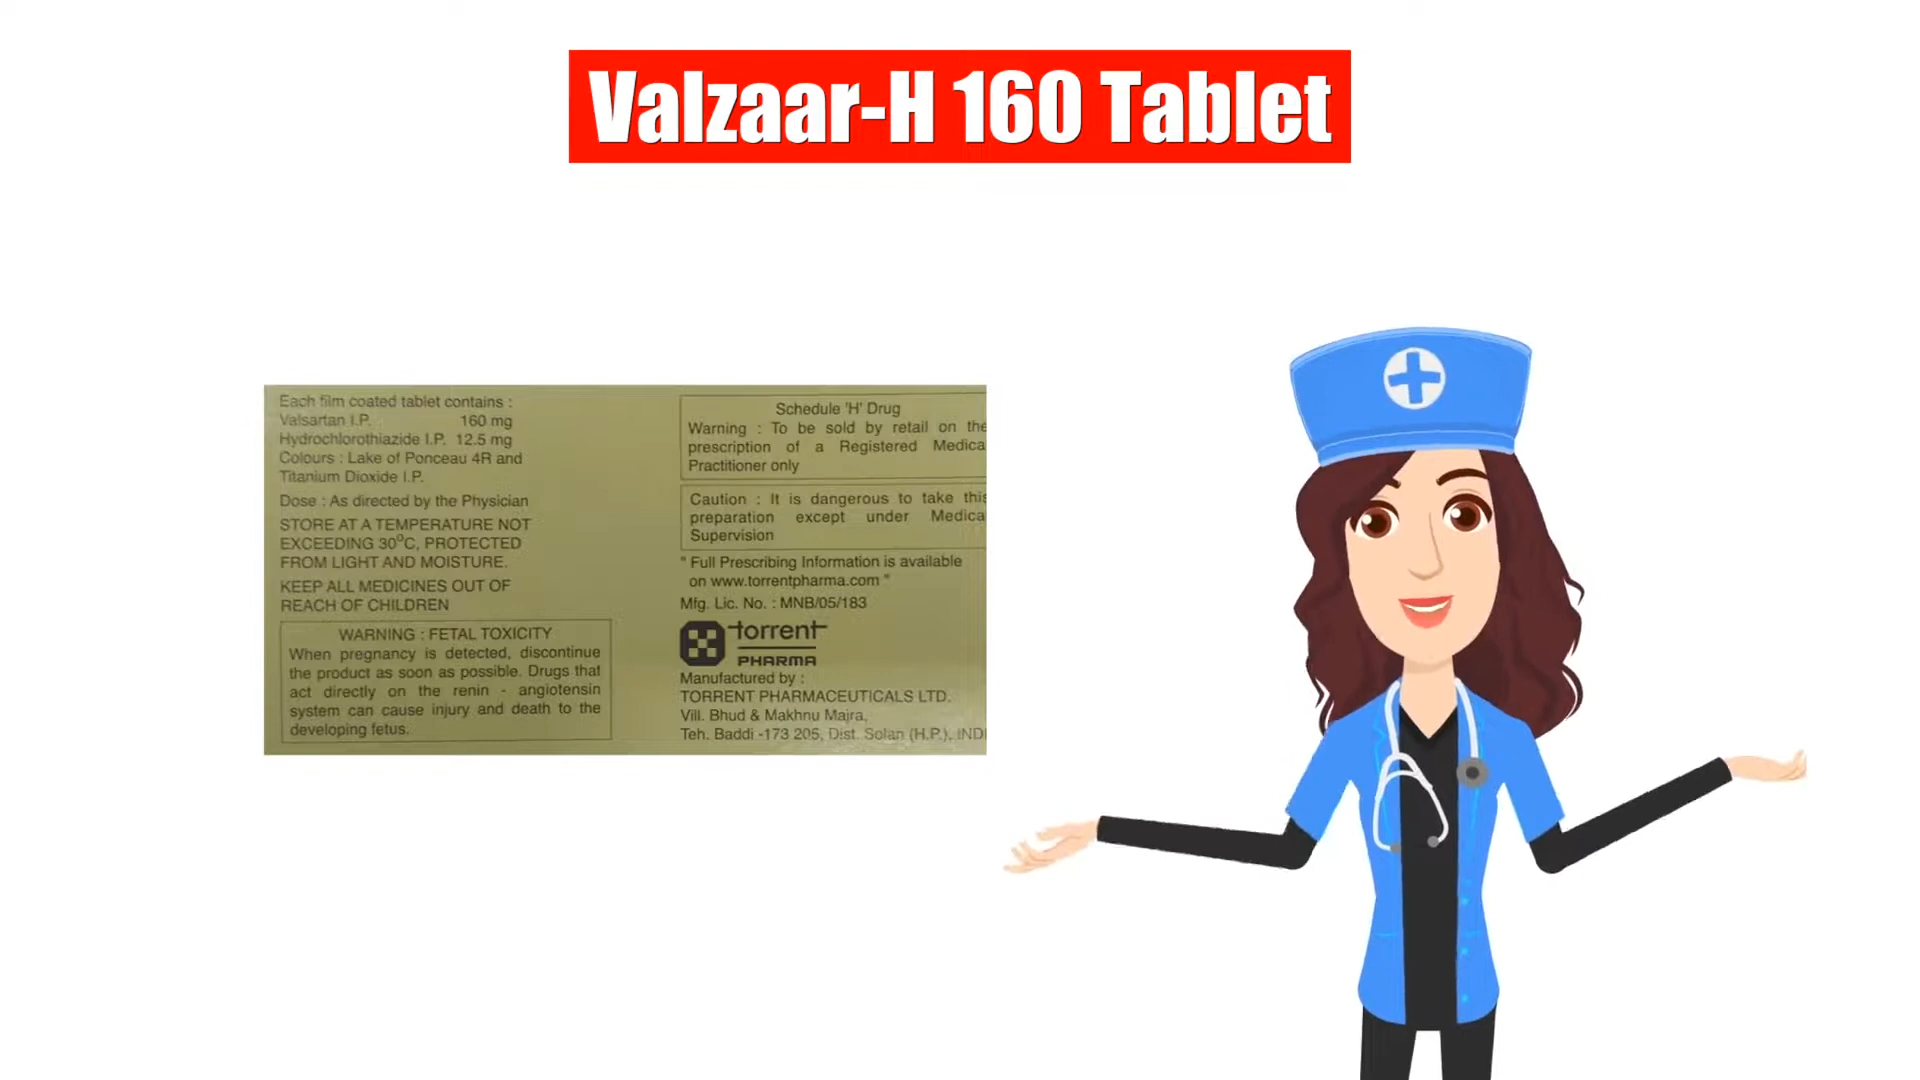 Valzaar-H 160 Tablet
Each film coated tablet contains :
Valsartan I.P. 160 mg
Hydrochlorothiazide I.P. 12.5 mg
Colours : Lake of Ponceau 4R and
Titanium Dioxide I.P.
Dose : As directed by the Physician
STORE AT A TEMPERATURE NOT
EXCEEDING 30°C, PROTECTED
FROM LIGHT AND MOISTURE.
KEEP ALL MEDICINES OUT OF
REACH OF CHILDREN
WARNING : FETAL TOXICITY
When pregnancy is detected, discontinue
the product as soon as possible. Drugs that
act directly on the renin - angiotensin
system can cause injury and death to the
developing fetus.
Schedule 'H' Drug
Warning : To be sold by retail on the
prescription of a Registered Medica
Practitioner only
Caution : It is dangerous to take this
preparation except under Medica
Supervision
" Full Prescribing Information is available
on www.torrentpharma.com "
Mfg. Lic. No. : MNB/05/183
torrent
PHARMA
Manufactured by :
TORRENT PHARMACEUTICALS LTD.
Vill. Bhud & Makhnu Majra,
Teh. Baddi -173 205, Dist. Solan (H.P.), INDI